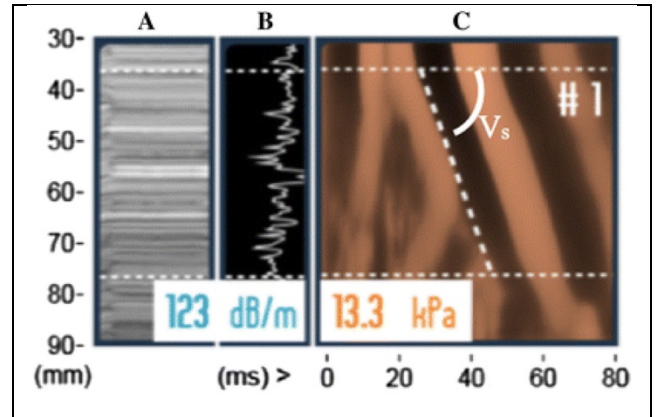 A B C
30-
40-
50-
60-
70-
80-
90-
# 1
Vs
123 dB/m
13.3 kPa
(mm) (ms) > 0 20 40 60 80